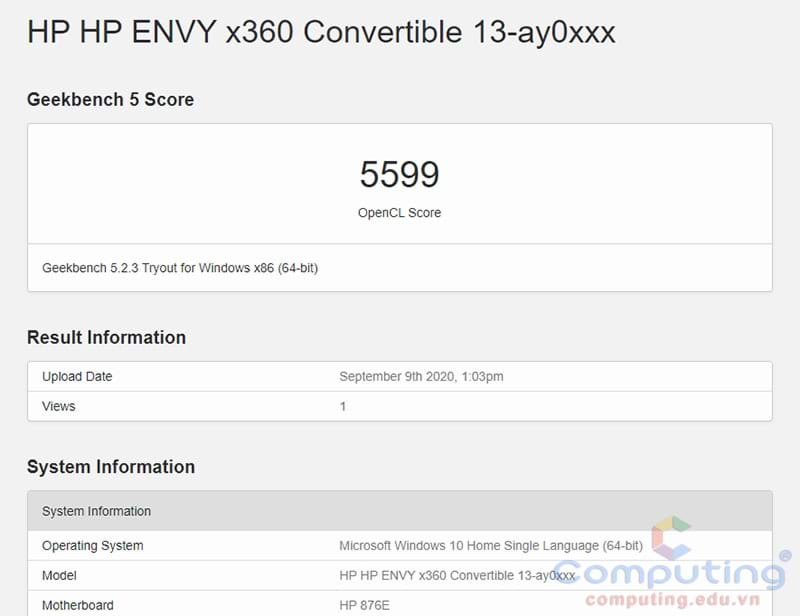 HP HP ENVY x360 Convertible 13-ay0xxx
Geekbench 5 Score
5599
OpenCL Score
Geekbench 5.2.3 Tryout for Windows x86 (64-bit)
Result Information
Upload Date September 9th 2020, 1:03pm
Views 1
System Information
System Information
Operating System Microsoft Windows 10 Home Single Language (64-bit)
Model HP HP ENVY x360 Convertible 13-ay0xxx
Computing®
Motherboard HP 876E
computing.edu.vn